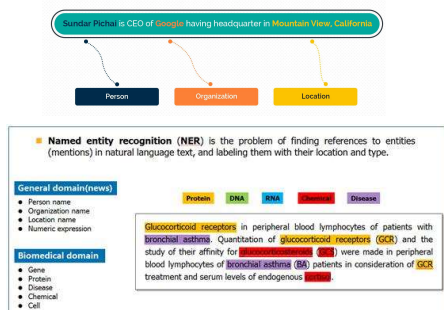 Sundar Pichai is CEO of Google having headquarter in Mountain View, California
Person
Organization
Location
Named entity recognition (NER) is the problem of finding references to entities
(mentions) in natural language text, and labeling them with their location and type.
General domain(news)
Person name
Organization name
Location name
Numeric expression
Biomedical domain
Gene
Protein
Disease
Chemical
Cell
Protein
DNA
RNA
Chemical
Disease
Glucocorticoid receptors in peripheral blood lymphocytes of patients with
bronchial asthma. Quantation of glucocorticoid receptors (GCR) and the
study of their affinity for glucocorticosteroids (GCS) were made in peripheral
blood lymphocytes of bronchial asthma (BA) patients in consideration of GCR
treatment and serum levels of endogenous cortisol.